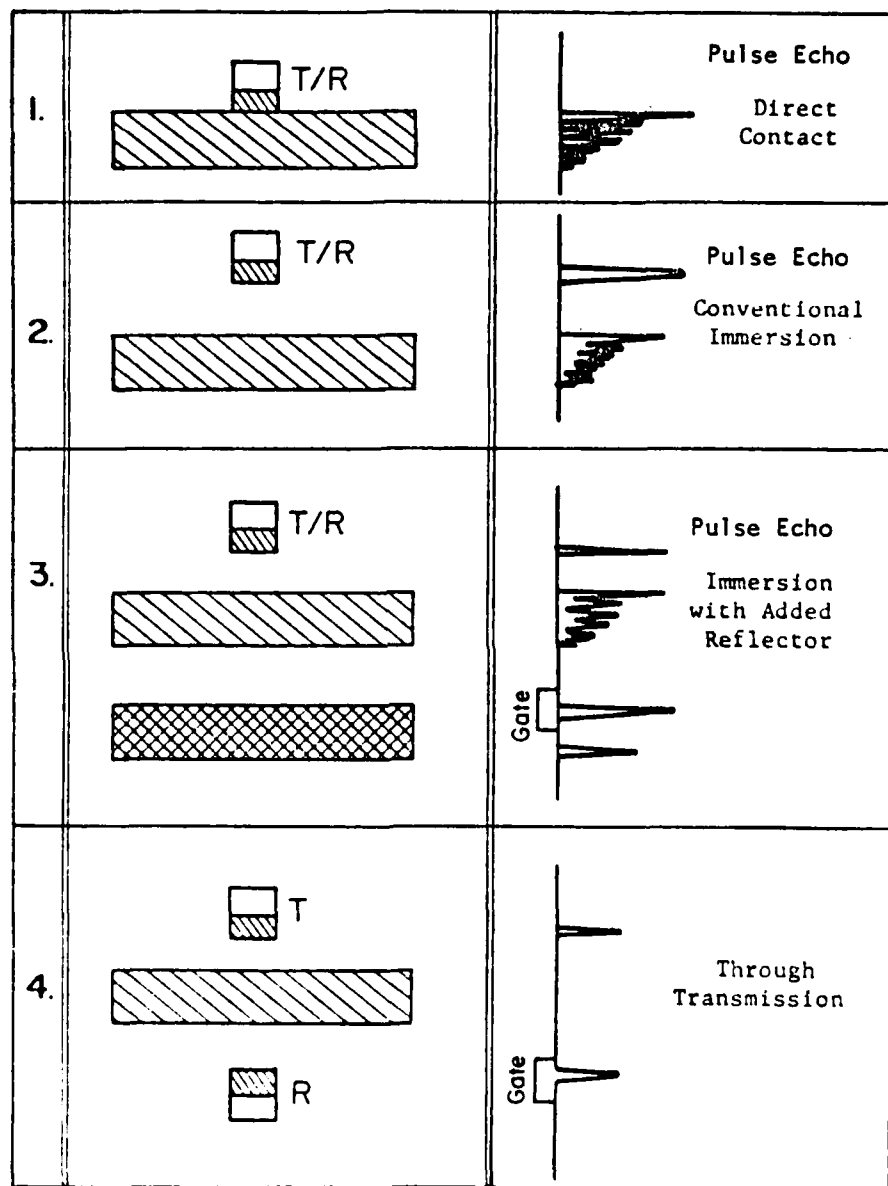 1.
T/R
Pulse Echo
Direct
Contact
2.
T/R
Pulse Echo
Conventional
Immersion
3.
T/R
Pulse Echo
Immersion
with Added
Reflector
Gate
4.
T
R
Through
Transmission
Gate